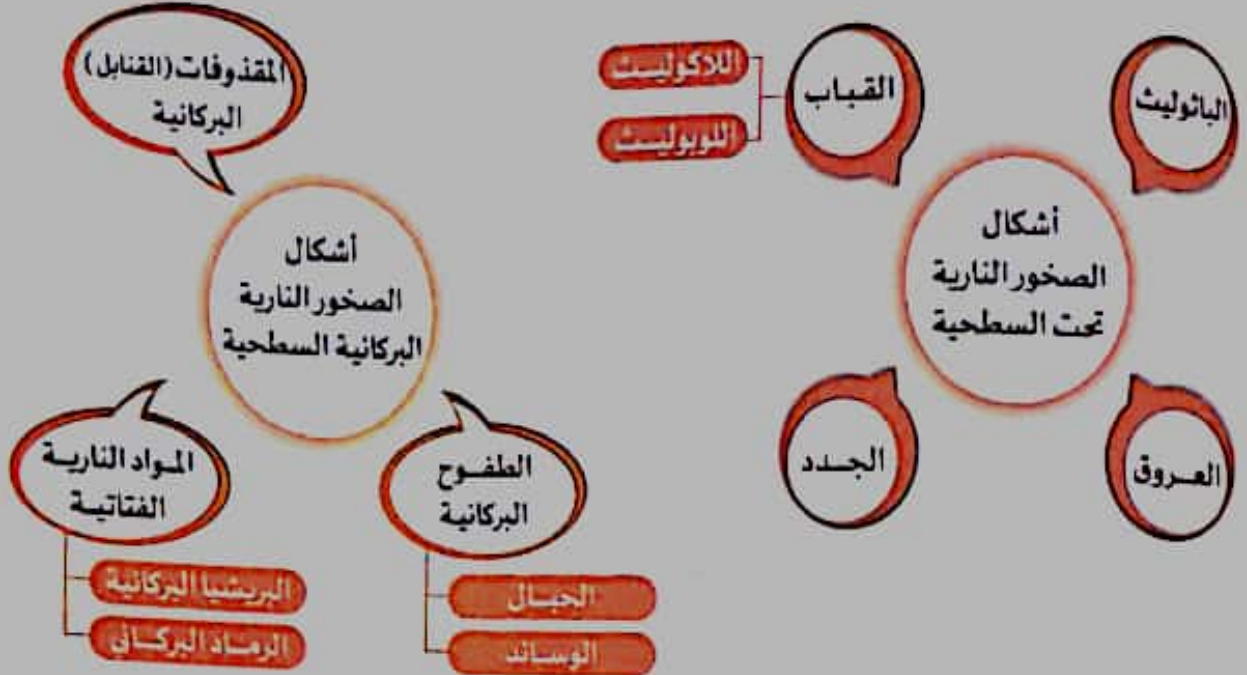 أشكال
الصخور النارية
تحت السطحية
الباثوليث
القباب
اللاكوليث
اللوبوليث
العروق
الجدد
أشكال
الصخور النارية
البركانية السطحية
المقذوفات (القنابل)
البركانية
الطفوح
البركانية
الحبال
الوسائد
المواد النارية
الفتاتية
البريشيا البركانية
الرماد البركاني